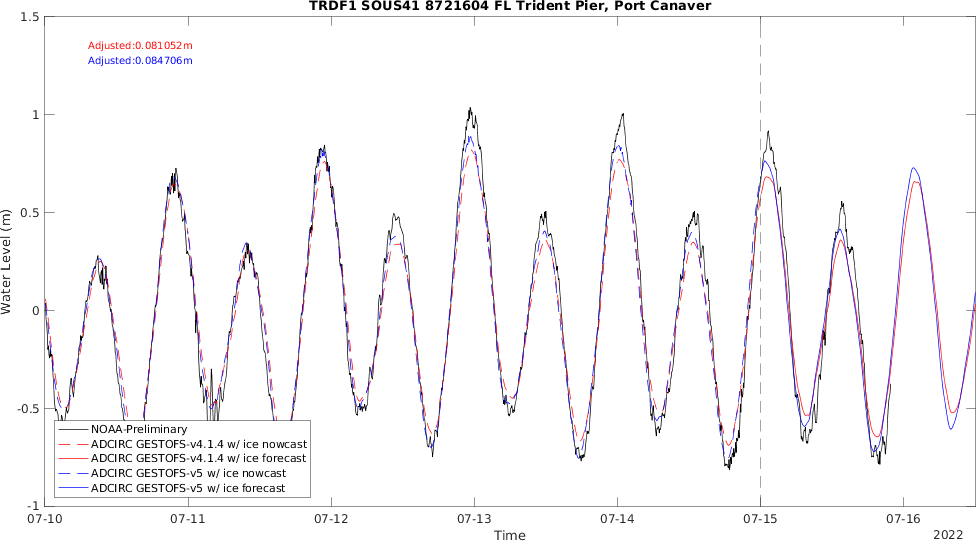 TRDF1 SOUS41 8721604 FL Trident Pier, Port Canaver
1.5
1
0.5
0
-0.5
-1
Water Level (m)
Adjusted:0.081052m
Adjusted:0.084706m
NOAA-Preliminary
ADCIRC GESTOFS-v4.1.4 w/ ice nowcast
ADCIRC GESTOFS-v4.1.4 w/ ice forecast
ADCIRC GESTOFS-v5 w/ ice nowcast
ADCIRC GESTOFS-v5 w/ ice forecast
07-10 07-11 07-12 07-13 07-14 07-15 07-16
Time
2022